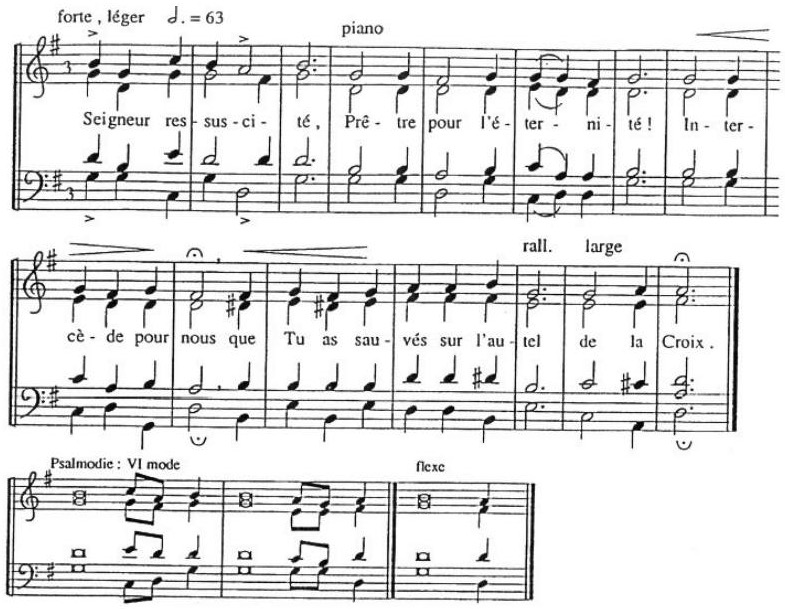 forte , léger 𝅗𝅥. = 63
piano
3
Seigneur res - sus - ci - té , Prê - tre pour l'é - ter - ni - té ! In - ter -
3
rall. large
cè - de pour nous que Tu as sau - vés sur l'au - tel de la Croix .
Psalmodie : VI mode
flexe